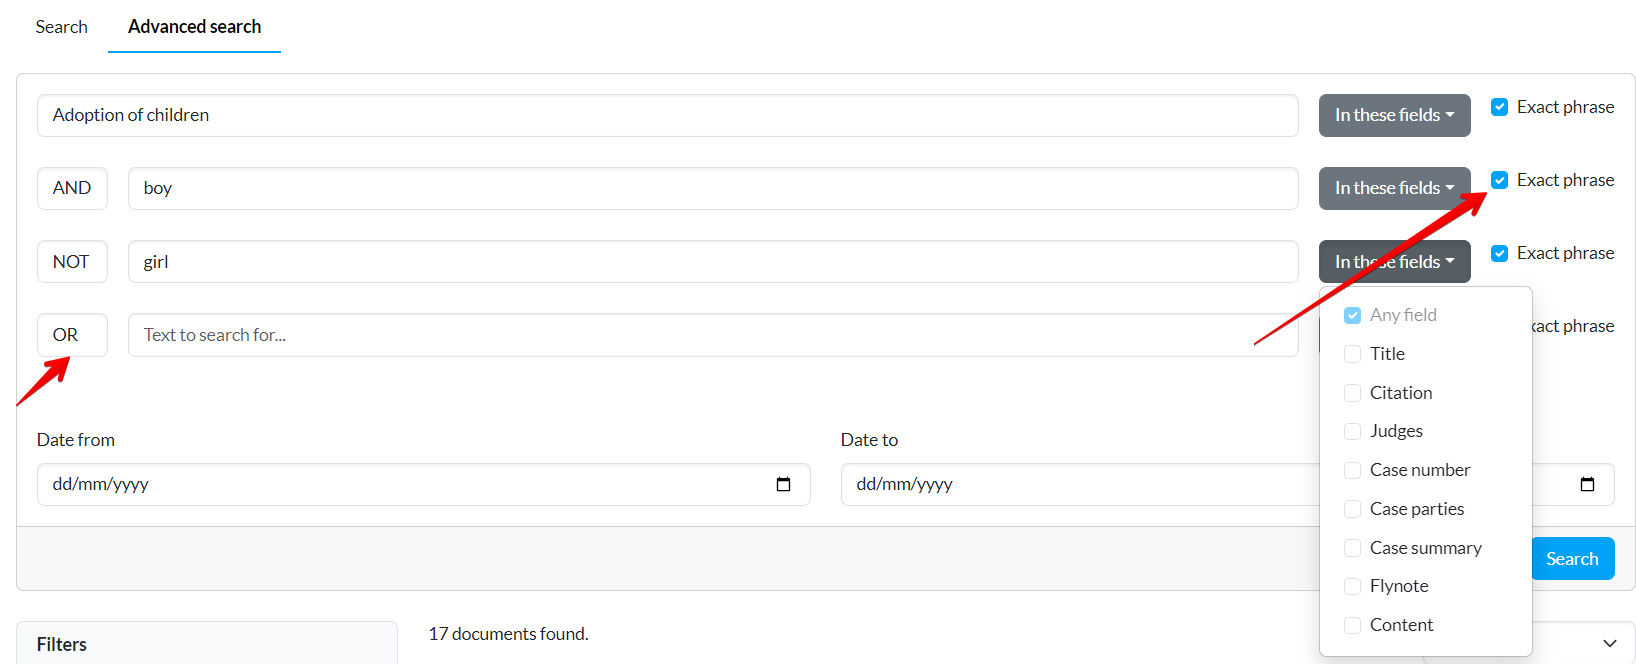 Search Advanced search
Adoption of children In these fields Exact phrase
AND boy In these fields Exact phrase
NOT girl In these fields Exact phrase
OR Text to search for... xact phrase
Any field
Title
Citation
Judges
Date from Date to
Case number
dd/mm/yyyy dd/mm/yyyy
Case parties
Case summary
Search
Flynote
Content
Filters 17 documents found.